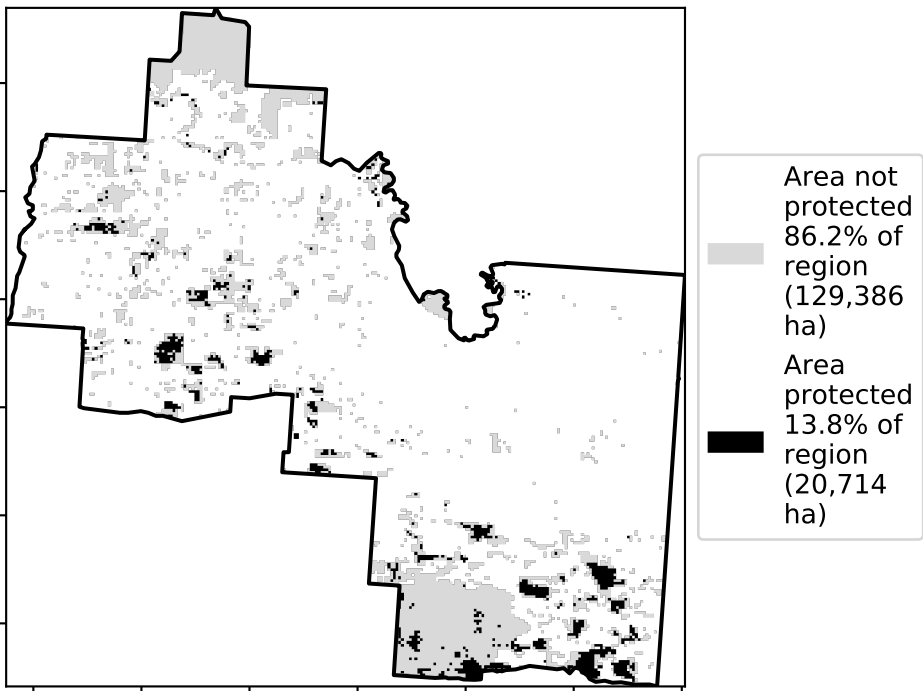 Area not
protected
86.2% of
region
(129,386
ha)
Area
protected
13.8% of
region
(20,714
ha)